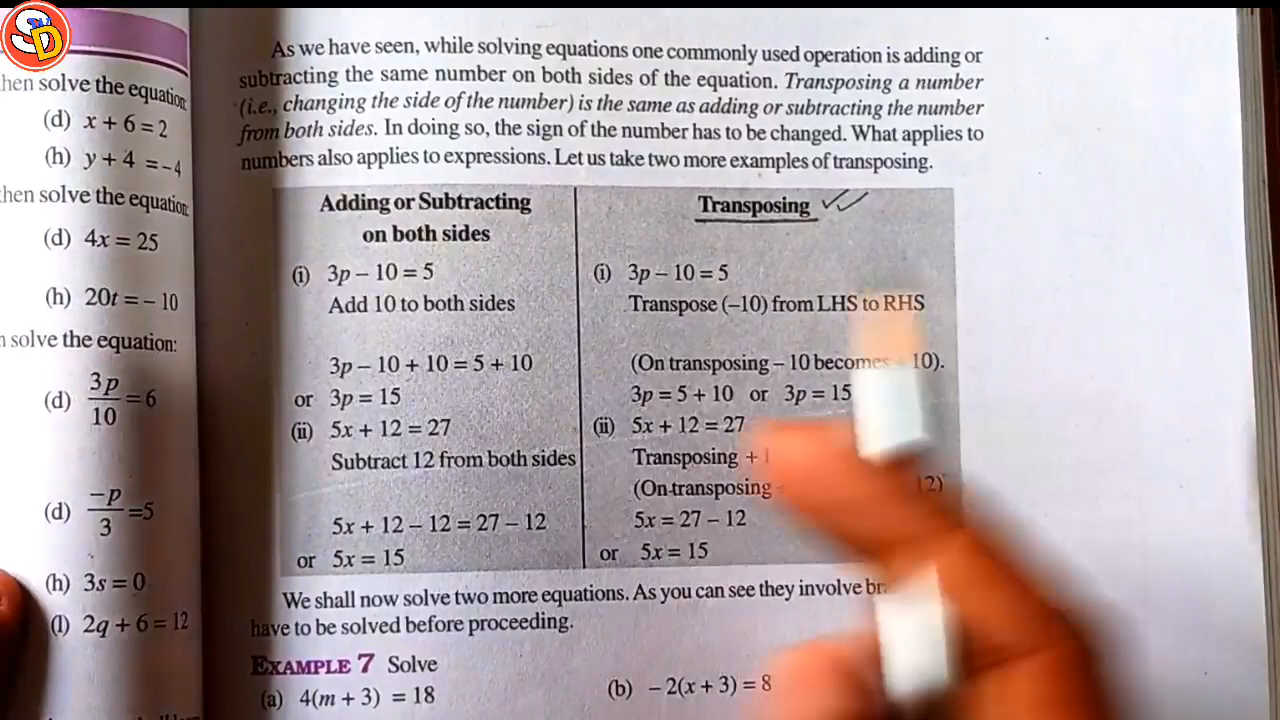 SD
then solve the equation
(d) x + 6 = 2
(h) y + 4 = -4
then solve the equation
(d) 4x = 25
(h) 20t = - 10
solve the equation:
(d) 3p/10 = 6
(d) -p/3 = 5
(h) 3s = 0
(l) 2q + 6 = 12
As we have seen, while solving equations one commonly used operation is adding or
subtracting the same number on both sides of the equation. Transposing a number
(i.e., changing the side of the number) is the same as adding or subtracting the number
from both sides. In doing so, the sign of the number has to be changed. What applies to
numbers also applies to expressions. Let us take two more examples of transposing.
Adding or Subtracting
on both sides
(i) 3p – 10 = 5
Add 10 to both sides
3p – 10 + 10 = 5 + 10
or 3p = 15
(ii) 5x + 12 = 27
Subtract 12 from both sides
5x + 12 – 12 = 27 – 12
or 5x = 15
Transposing
(i) 3p – 10 = 5
Transpose (–10) from LHS to RHS
(On transposing – 10 becomes 10).
3p = 5 + 10 or 3p = 15
(ii) 5x + 12 = 27
Transposing +
(On transposing 12)
5x = 27 – 12
or 5x = 15
We shall now solve two more equations. As you can see they involve
have to be solved before proceeding.
EXAMPLE 7 Solve
(a) 4(m + 3) = 18
(b) – 2(x + 3) = 8